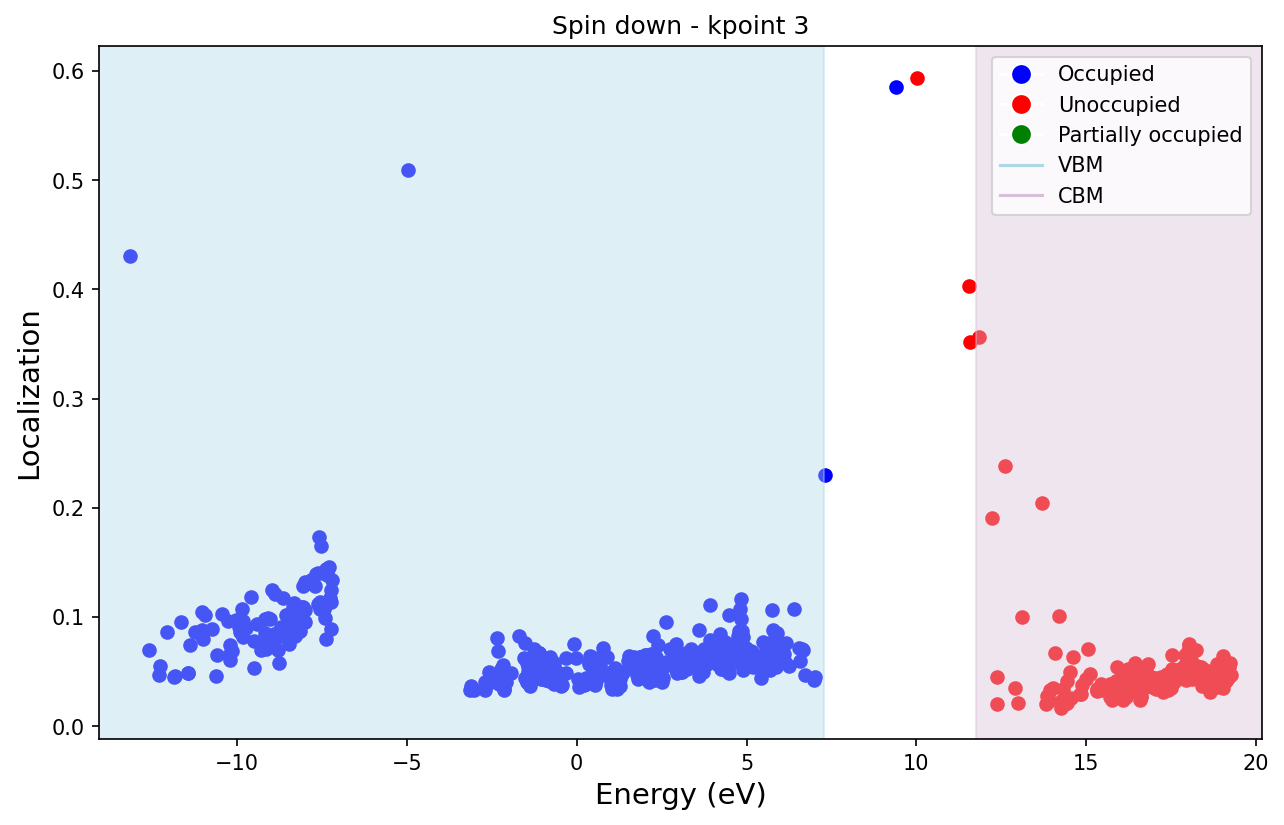 Spin down - kpoint 3
Localization
0.6
0.5
0.4
0.3
0.2
0.1
0.0
−10
−5
0
5
10
15
20
Energy (eV)
Occupied
Unoccupied
Partially occupied
VBM
CBM